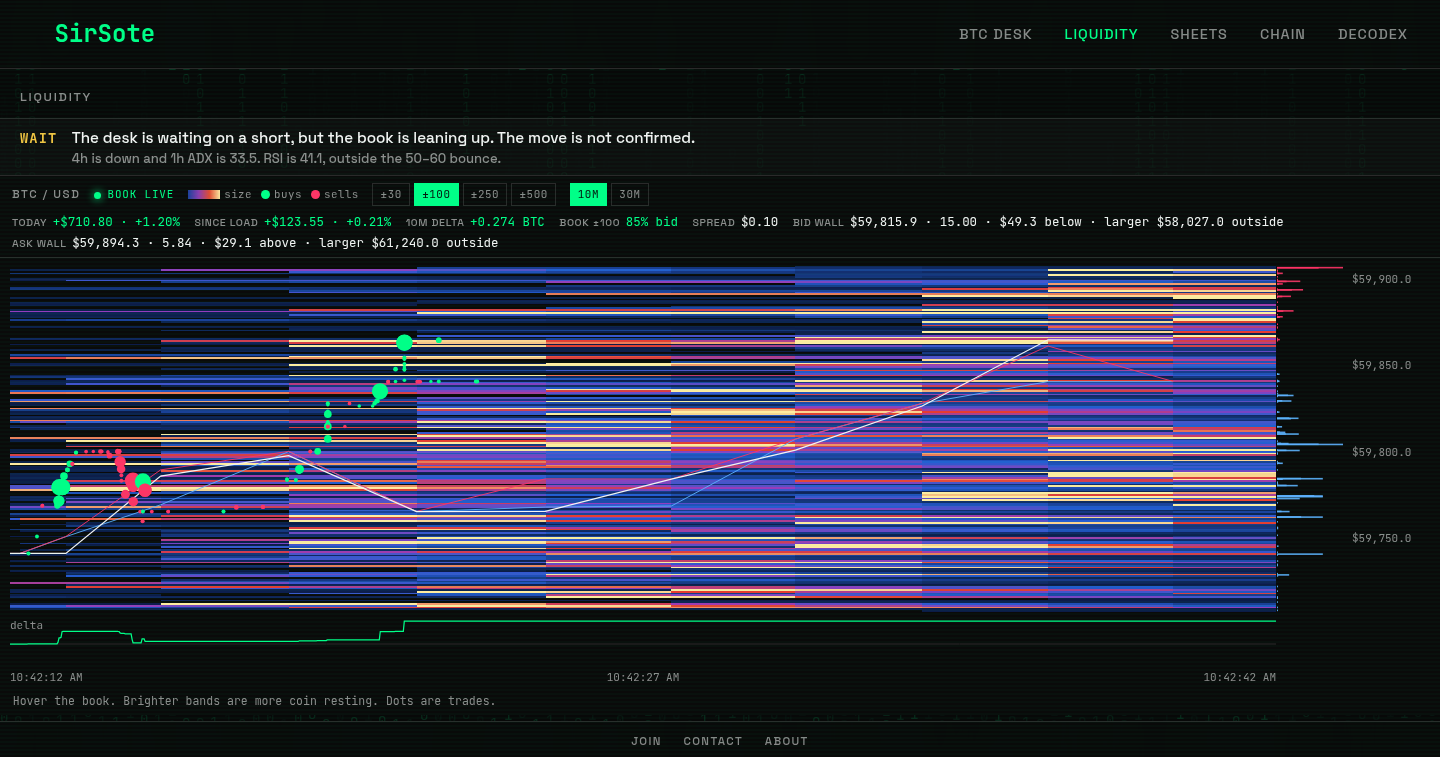 SirSote
BTC DESK LIQUIDITY SHEETS CHAIN DECODEX
LIQUIDITY
WAIT The desk is waiting on a short, but the book is leaning up. The move is not confirmed.
4h is down and 1h ADX is 33.5. RSI is 41.1, outside the 50–60 bounce.
BTC / USD BOOK LIVE size buys sells ±30 ±100 ±250 ±500 10M 30M
TODAY +$710.80 · +1.20% SINCE LOAD +$123.55 · +0.21% 10M DELTA +0.274 BTC BOOK ±100 85% bid SPREAD $0.10 BID WALL $59,815.9 · 15.00 · $49.3 below · larger $58,027.0 outside
ASK WALL $59,894.3 · 5.84 · $29.1 above · larger $61,240.0 outside
$59,900.0
$59,850.0
$59,800.0
$59,750.0
delta
10:42:12 AM 10:42:27 AM 10:42:42 AM
Hover the book. Brighter bands are more coin resting. Dots are trades.
JOIN CONTACT ABOUT